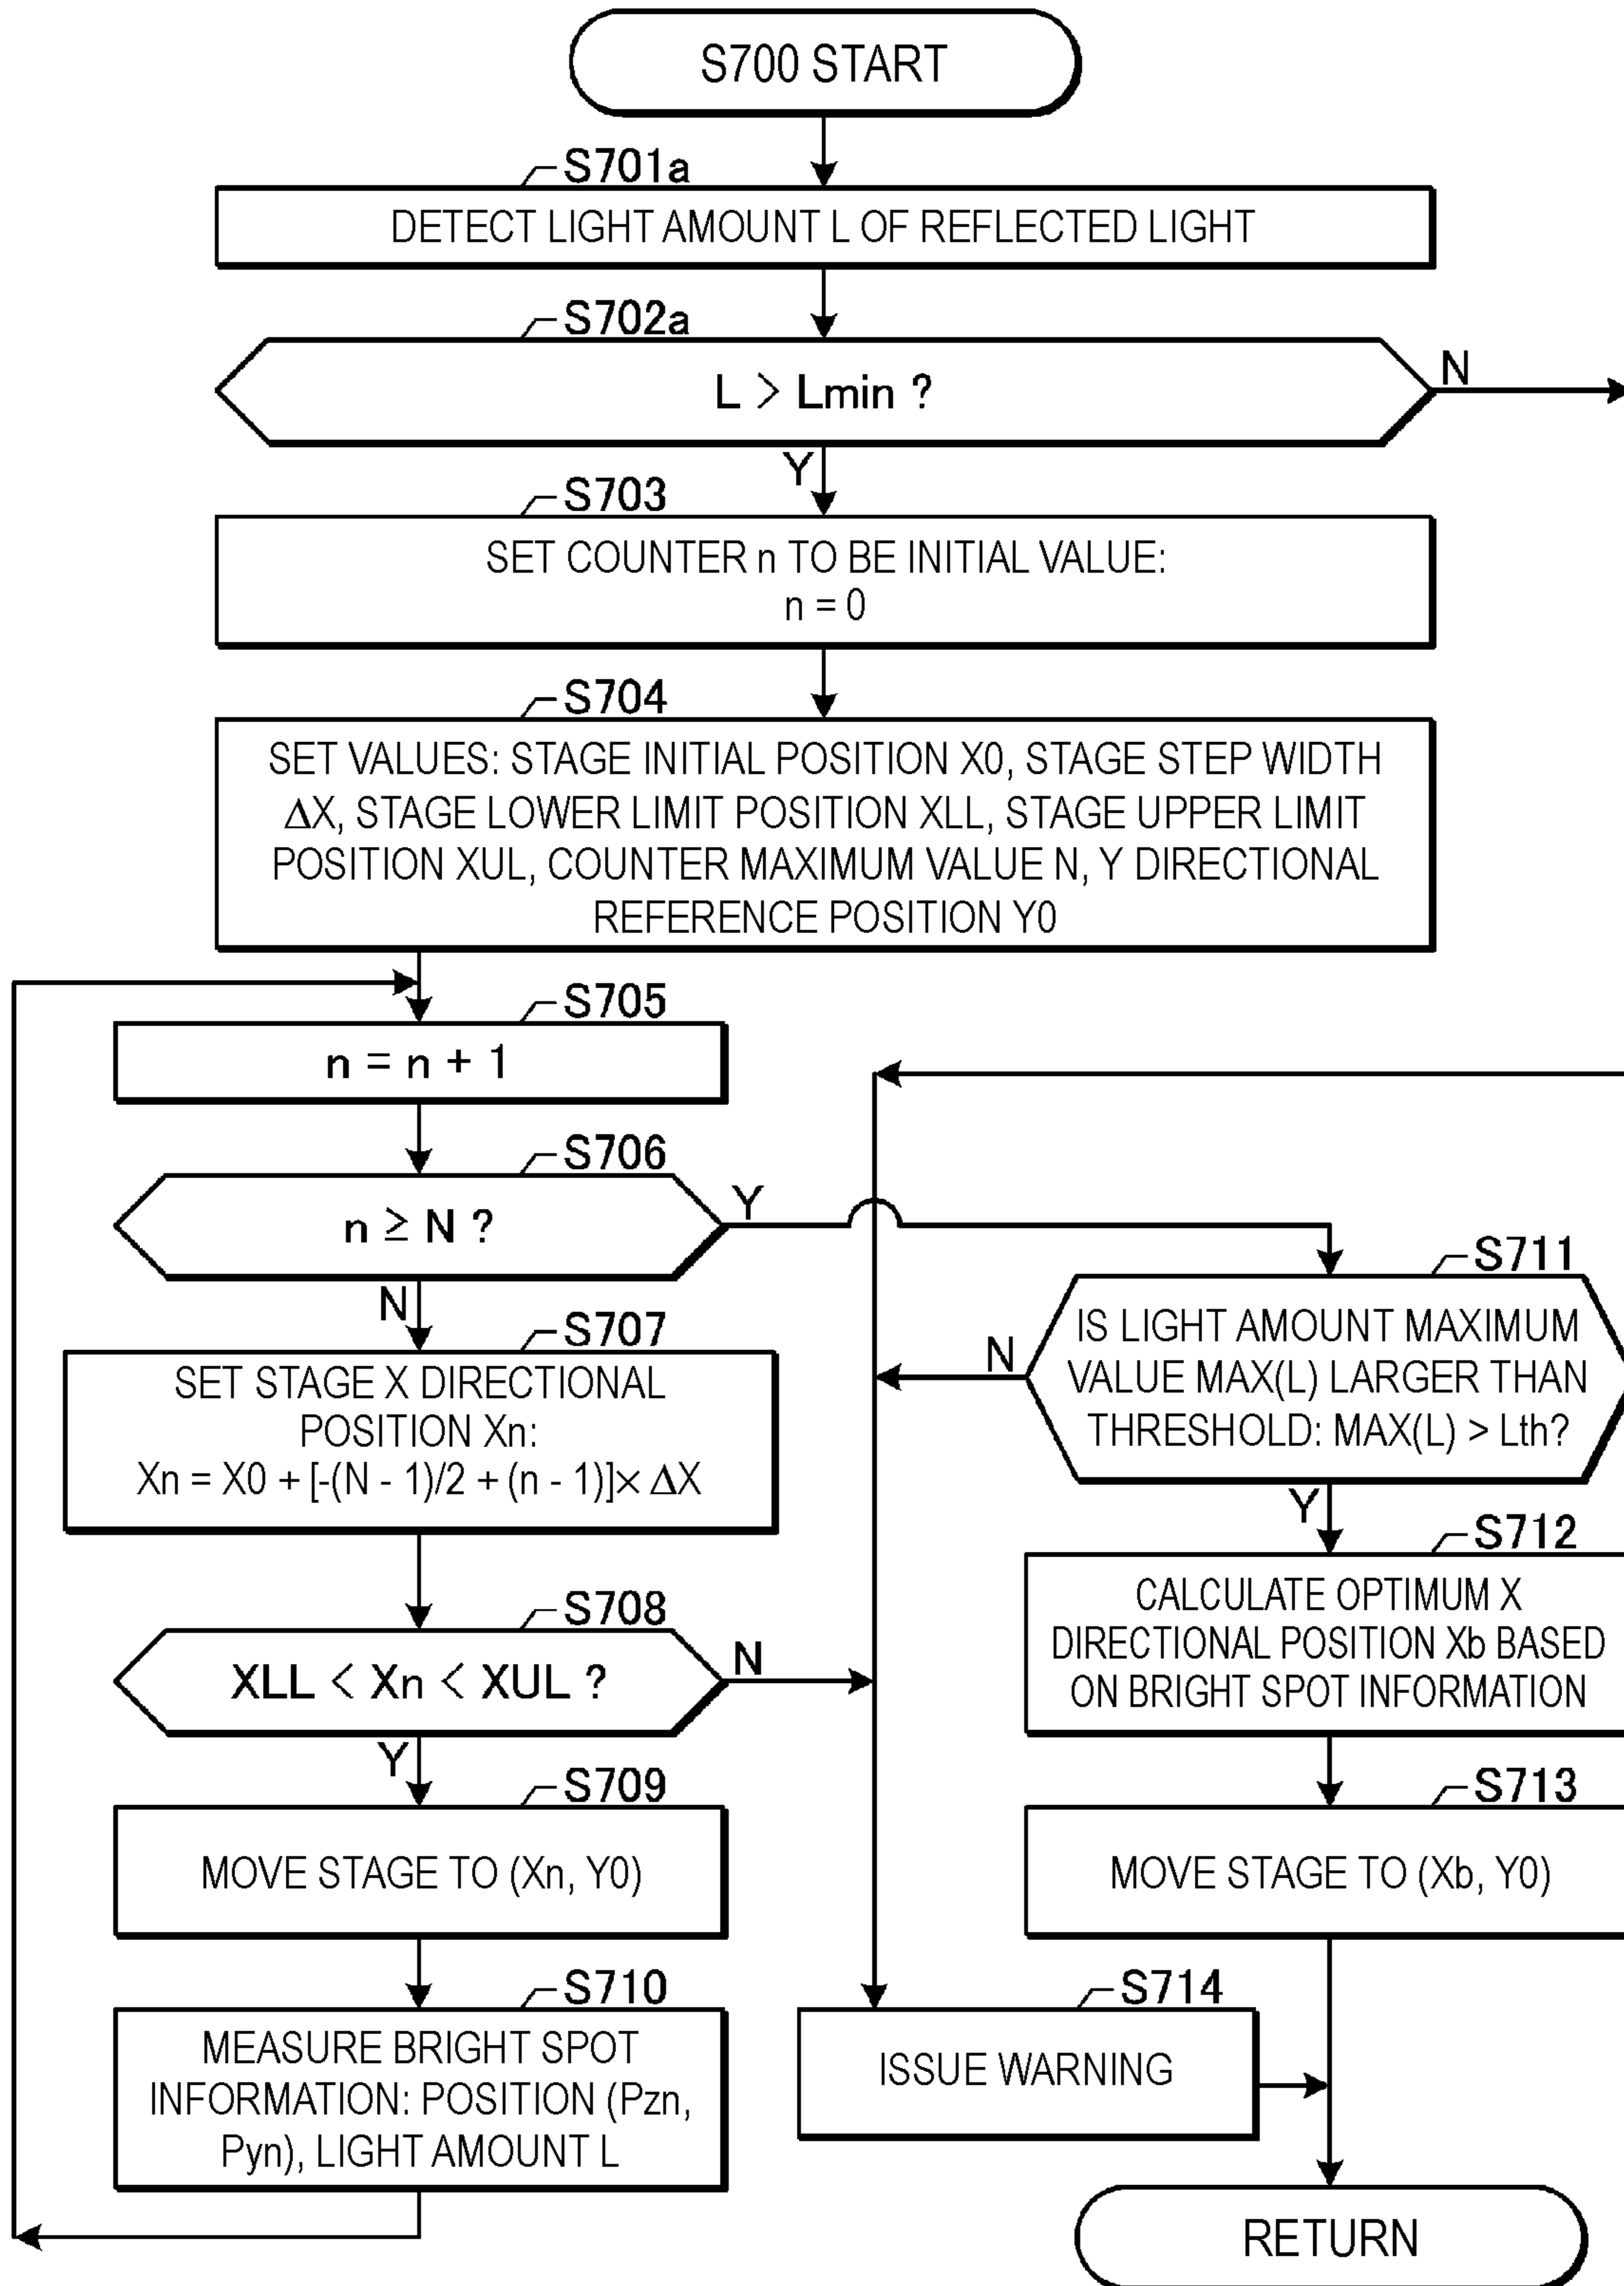 S700 START
S701a
DETECT LIGHT AMOUNT L OF REFLECTED LIGHT
S702a
L > Lmin ?
N
Y
S703
SET COUNTER n TO BE INITIAL VALUE:
n = 0
S704
SET VALUES: STAGE INITIAL POSITION X0, STAGE STEP WIDTH
ΔX, STAGE LOWER LIMIT POSITION XLL, STAGE UPPER LIMIT
POSITION XUL, COUNTER MAXIMUM VALUE N, Y DIRECTIONAL
REFERENCE POSITION Y0
S705
n = n + 1
S706
n ≥ N ?
Y
N
S707
SET STAGE X DIRECTIONAL
POSITION Xn:
Xn = X0 + [-(N - 1)/2 + (n - 1)]× ΔX
S708
XLL < Xn < XUL ?
N
Y
S709
MOVE STAGE TO (Xn, Y0)
S710
MEASURE BRIGHT SPOT
INFORMATION: POSITION (Pzn,
Pyn), LIGHT AMOUNT L
S711
IS LIGHT AMOUNT MAXIMUM
VALUE MAX(L) LARGER THAN
THRESHOLD: MAX(L) > Lth?
N
Y
S712
CALCULATE OPTIMUM X
DIRECTIONAL POSITION Xb BASED
ON BRIGHT SPOT INFORMATION
S713
MOVE STAGE TO (Xb, Y0)
S714
ISSUE WARNING
RETURN